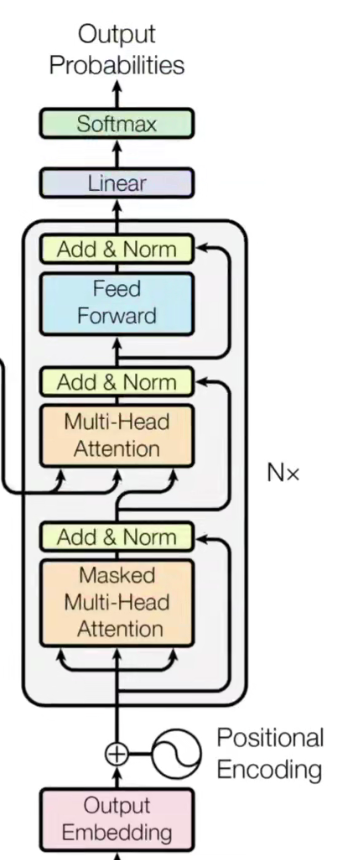 Output
Probabilities
Softmax
Linear
Add & Norm
Feed
Forward
Add & Norm
Multi-Head
Attention
N×
Add & Norm
Masked
Multi-Head
Attention
Positional
Encoding
Output
Embedding